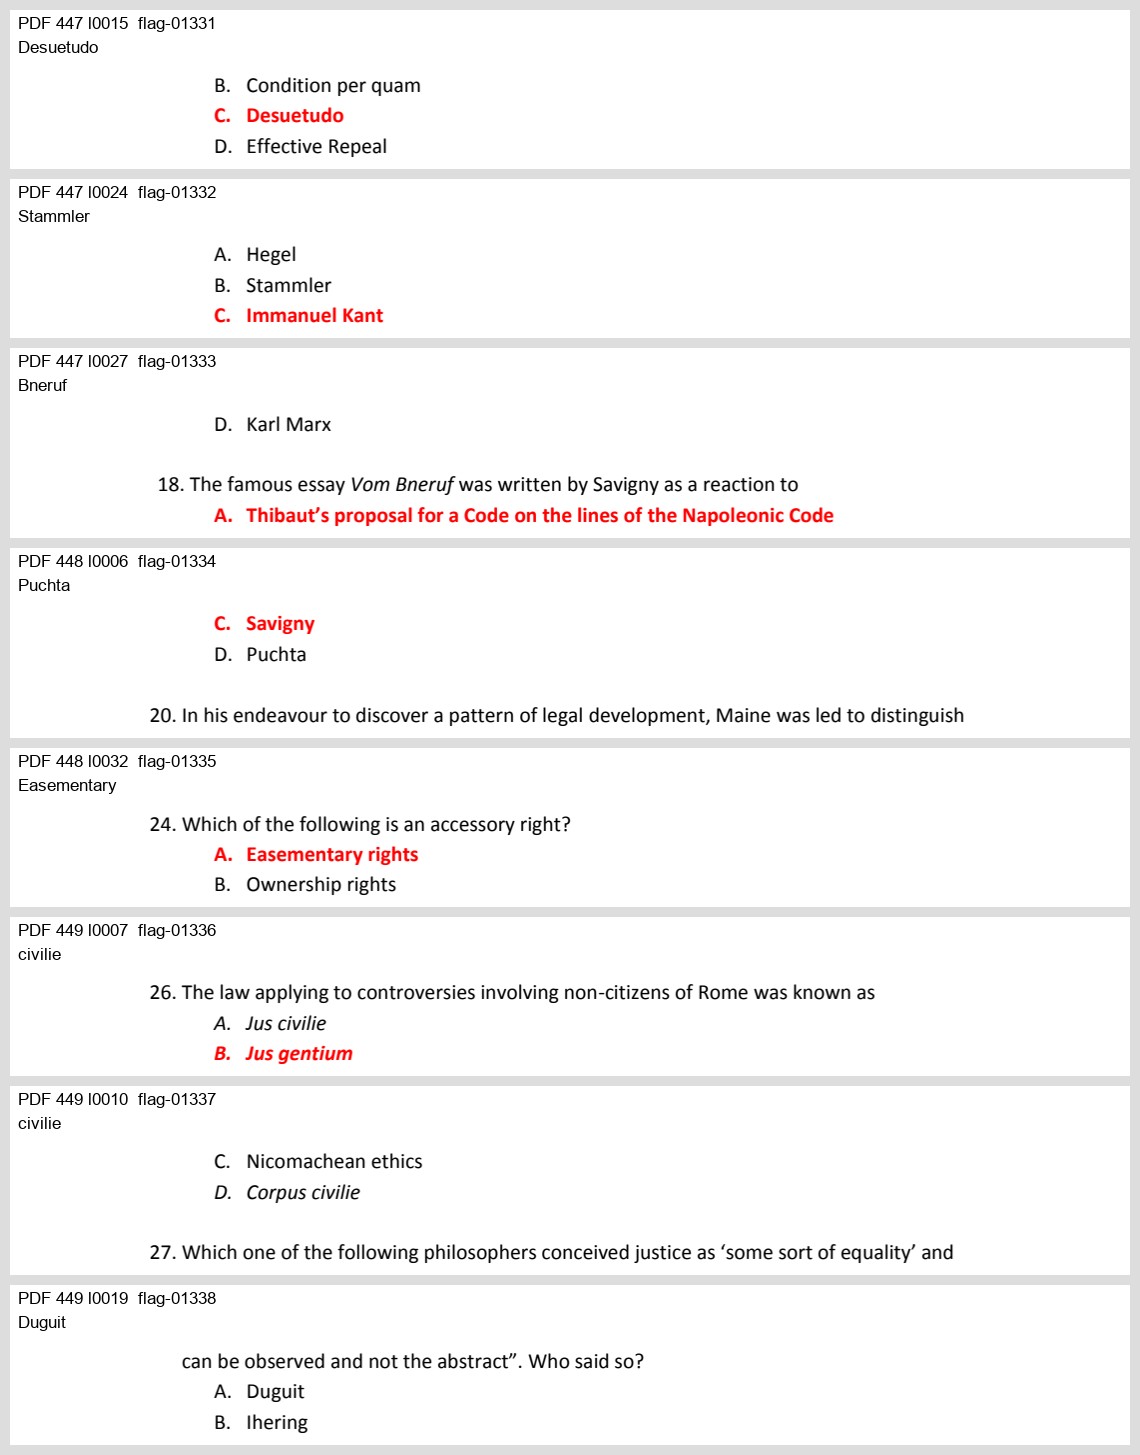 PDF 447 l0015 flag-01331
Desuetudo
B. Condition per quam
C. Desuetudo
D. Effective Repeal
PDF 447 l0024 flag-01332
Stammler
A. Hegel
B. Stammler
C. Immanuel Kant
PDF 447 l0027 flag-01333
Bneruf
D. Karl Marx
18. The famous essay Vom Bneruf was written by Savigny as a reaction to
A. Thibaut’s proposal for a Code on the lines of the Napoleonic Code
PDF 448 l0006 flag-01334
Puchta
C. Savigny
D. Puchta
20. In his endeavour to discover a pattern of legal development, Maine was led to distinguish
PDF 448 l0032 flag-01335
Easementary
24. Which of the following is an accessory right?
A. Easementary rights
B. Ownership rights
PDF 449 l0007 flag-01336
civilie
26. The law applying to controversies involving non-citizens of Rome was known as
A. Jus civilie
B. Jus gentium
PDF 449 l0010 flag-01337
civilie
C. Nicomachean ethics
D. Corpus civilie
27. Which one of the following philosophers conceived justice as ‘some sort of equality’ and
PDF 449 l0019 flag-01338
Duguit
can be observed and not the abstract”. Who said so?
A. Duguit
B. Ihering